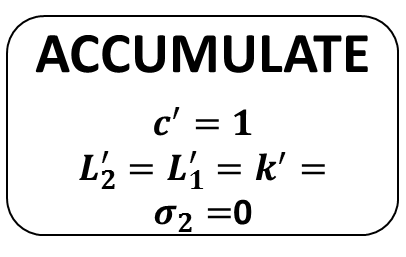 ACCUMULATE
c′ = 1
L′₂ = L′₁ = k′ =
σ₂ =0